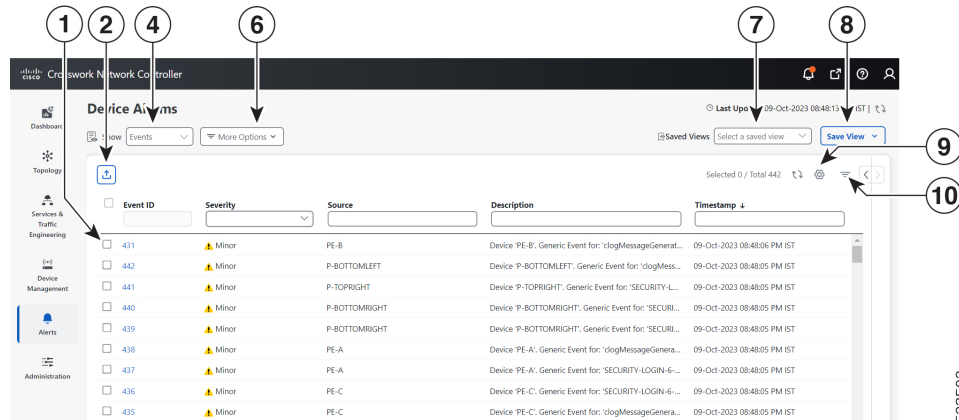 1 2 4 6 7 8
cisco Crosswork Network Controller
Device Alarms
Last Upd 09-Oct-2023 08:48:1 IST |
Show Events More Options Saved Views Select a saved view Save View
9
Selected 0 / Total 442
10
Event ID Severity Source Description Timestamp ↓
431 Minor PE-B Device 'PE-B'. Generic Event for: 'clogMessageGenerat... 09-Oct-2023 08:48:06 PM IST
442 Minor P-BOTTOMLEFT Device 'P-BOTTOMLEFT'. Generic Event for: 'clogMess... 09-Oct-2023 08:48:05 PM IST
441 Minor P-TOPRIGHT Device 'P-TOPRIGHT'. Generic Event for: 'SECURITY-L... 09-Oct-2023 08:48:05 PM IST
440 Minor P-BOTTOMRIGHT Device 'P-BOTTOMRIGHT'. Generic Event for: 'SECURI... 09-Oct-2023 08:48:05 PM IST
439 Minor P-BOTTOMRIGHT Device 'P-BOTTOMRIGHT'. Generic Event for: 'SECURI... 09-Oct-2023 08:48:05 PM IST
438 Minor PE-A Device 'PE-A'. Generic Event for: 'clogMessageGenera... 09-Oct-2023 08:48:05 PM IST
437 Minor PE-A Device 'PE-A'. Generic Event for: 'SECURITY-LOGIN-6-... 09-Oct-2023 08:48:05 PM IST
436 Minor PE-C Device 'PE-C'. Generic Event for: 'SECURITY-LOGIN-6-... 09-Oct-2023 08:48:05 PM IST
435 Minor PE-C Device 'PE-C'. Generic Event for: 'clogMessageGenera... 09-Oct-2023 08:48:05 PM IST
Dashboard
Topology
Services &
Traffic
Engineering
Device
Management
Alerts
Administration